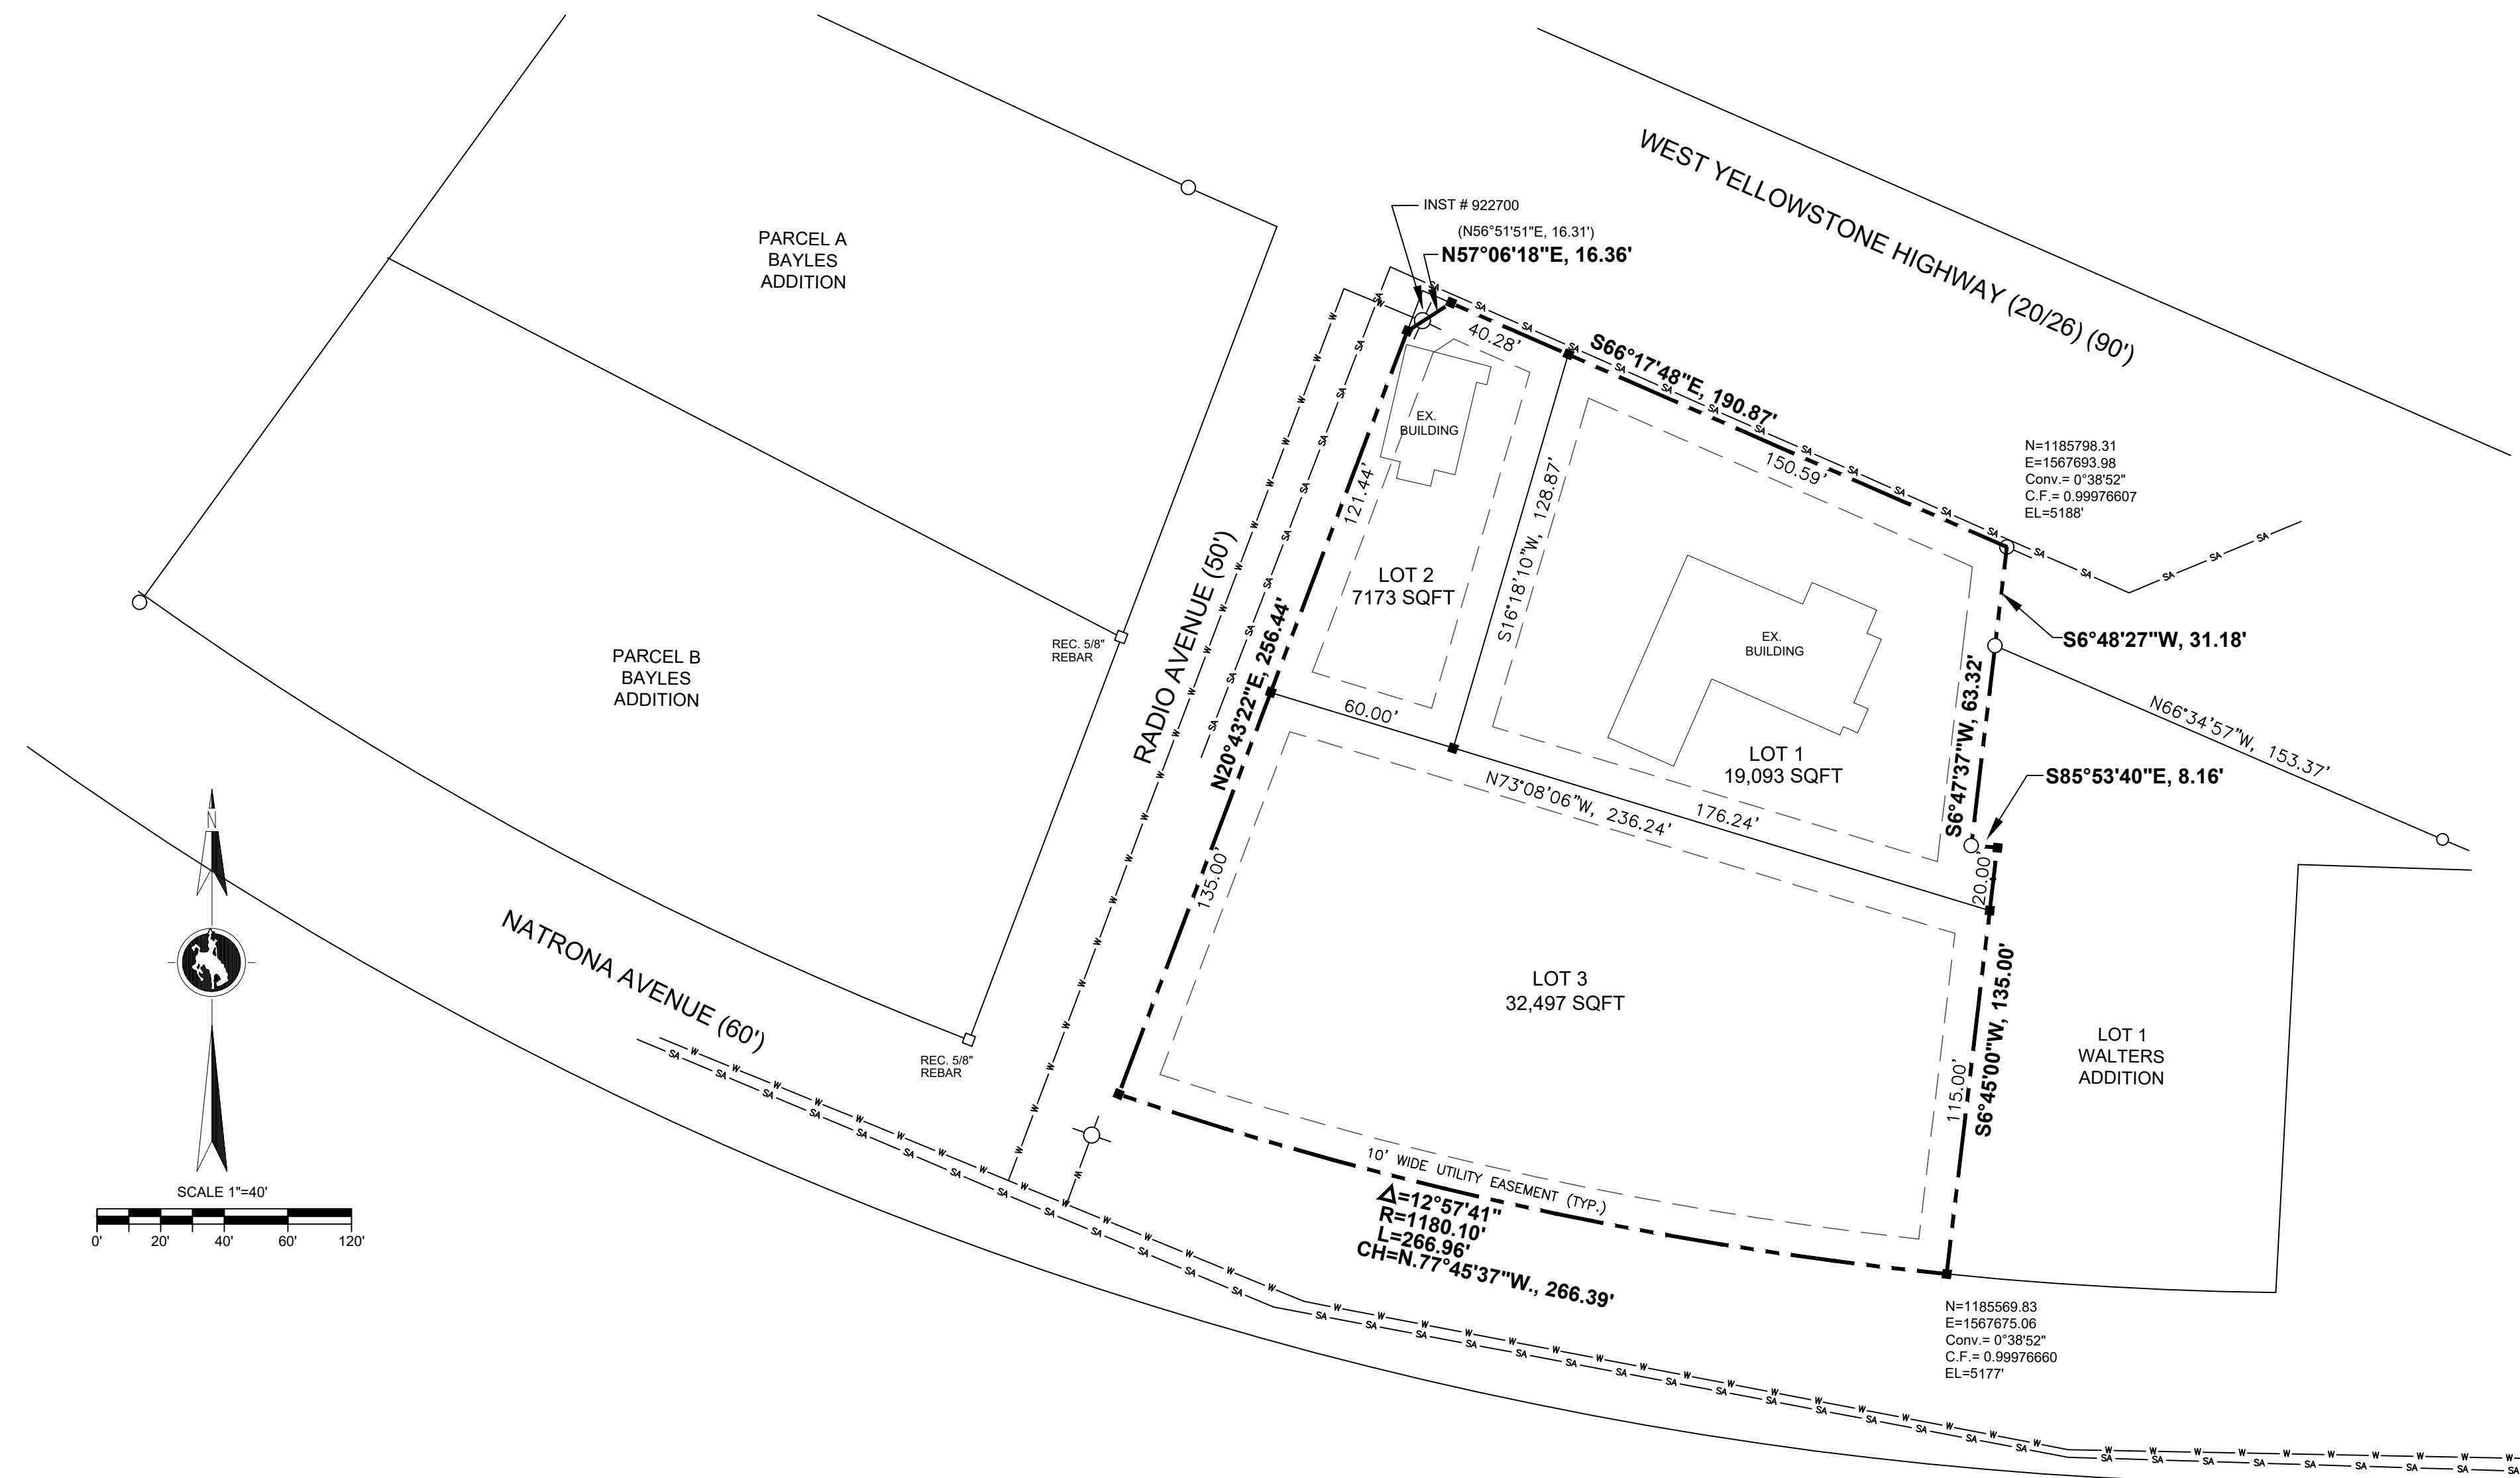 WEST YELLOWSTONE HIGHWAY (20/26) (90')
INST # 922700
(N56°51'51"E, 16.31')
N57°06'18"E, 16.36'
PARCEL A
BAYLES
ADDITION
40.28'
S66°17'48"E, 190.87'
150.59'
EX.
BUILDING
N=1185798.31
E=1567693.98
Conv.= 0°38'52"
C.F.= 0.99976607
EL=5188'
121.44'
S16°18'10"W, 128.87'
LOT 2
7173 SQFT
RADIO AVENUE (50')
N20°43'22"E, 256.44'
REC. 5/8"
REBAR
PARCEL B
BAYLES
ADDITION
EX.
BUILDING
S6°48'27"W, 31.18'
S6°47'37"W, 63.32'
N66°34'57"W, 153.37'
60.00'
LOT 1
19,093 SQFT
S85°53'40"E, 8.16'
N73°08'06"W, 236.24'
176.24'
20.00'
135.00'
N
NATRONA AVENUE (60')
LOT 3
32,497 SQFT
S6°45'00"W, 135.00'
115.00'
LOT 1
WALTERS
ADDITION
REC. 5/8"
REBAR
10' WIDE UTILITY EASEMENT (TYP.)
Δ=12°57'41"
R=1180.10'
L=266.96'
CH=N.77°45'37"W., 266.39'
SCALE 1"=40'
0' 20' 40' 60' 120'
N=1185569.83
E=1567675.06
Conv.= 0°38'52"
C.F.= 0.99976660
EL=5177'